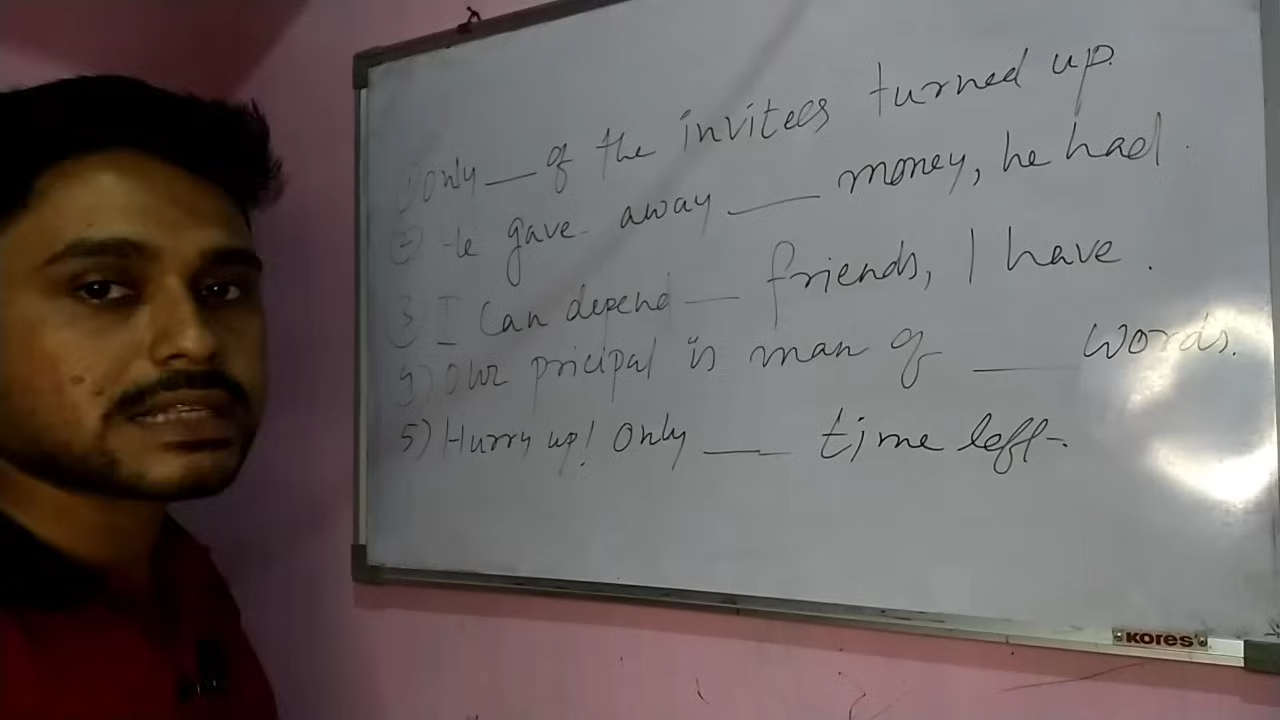 1) Only __ of the invitees turned up.
2) He gave away ___ money, he had.
3) I can depend __ friends, I have.
4) Our pricipal is man of ___ words.
5) Hurry up! Only ___ time left.
KORES